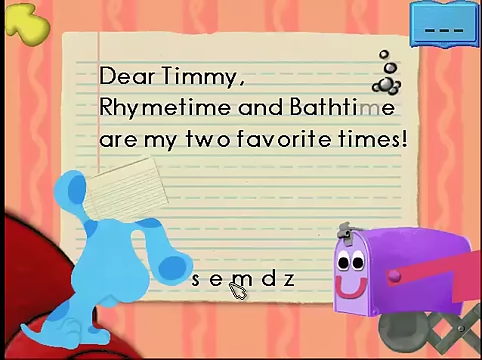 Dear Timmy,
Rhymetime and Bathtime
are my two favorite times!
s e m d z